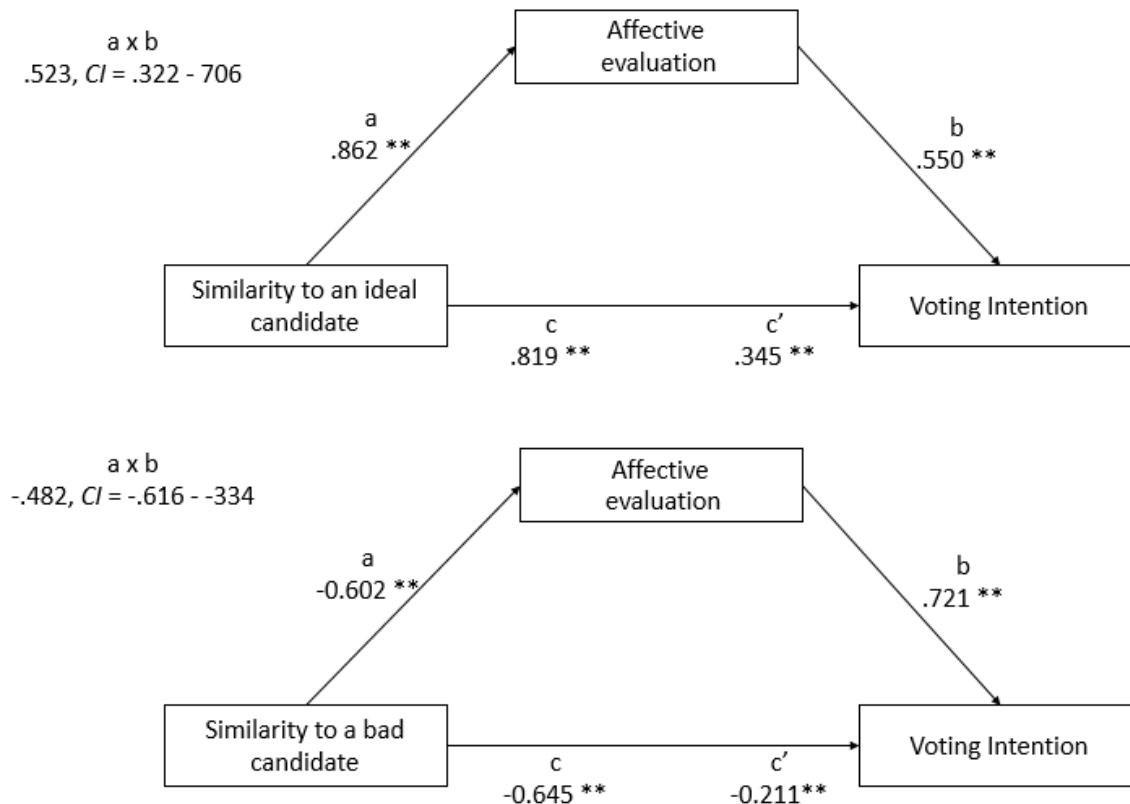 a x b
.523, CI = .322 - 706
Affective
evaluation
a
.862 **
b
.550 **
Similarity to an ideal
candidate
c
.819 **
c’
.345 **
Voting Intention
a x b
-.482, CI = -.616 - -334
Affective
evaluation
a
-0.602 **
b
.721 **
Similarity to a bad
candidate
c
-0.645 **
c’
-0.211**
Voting Intention